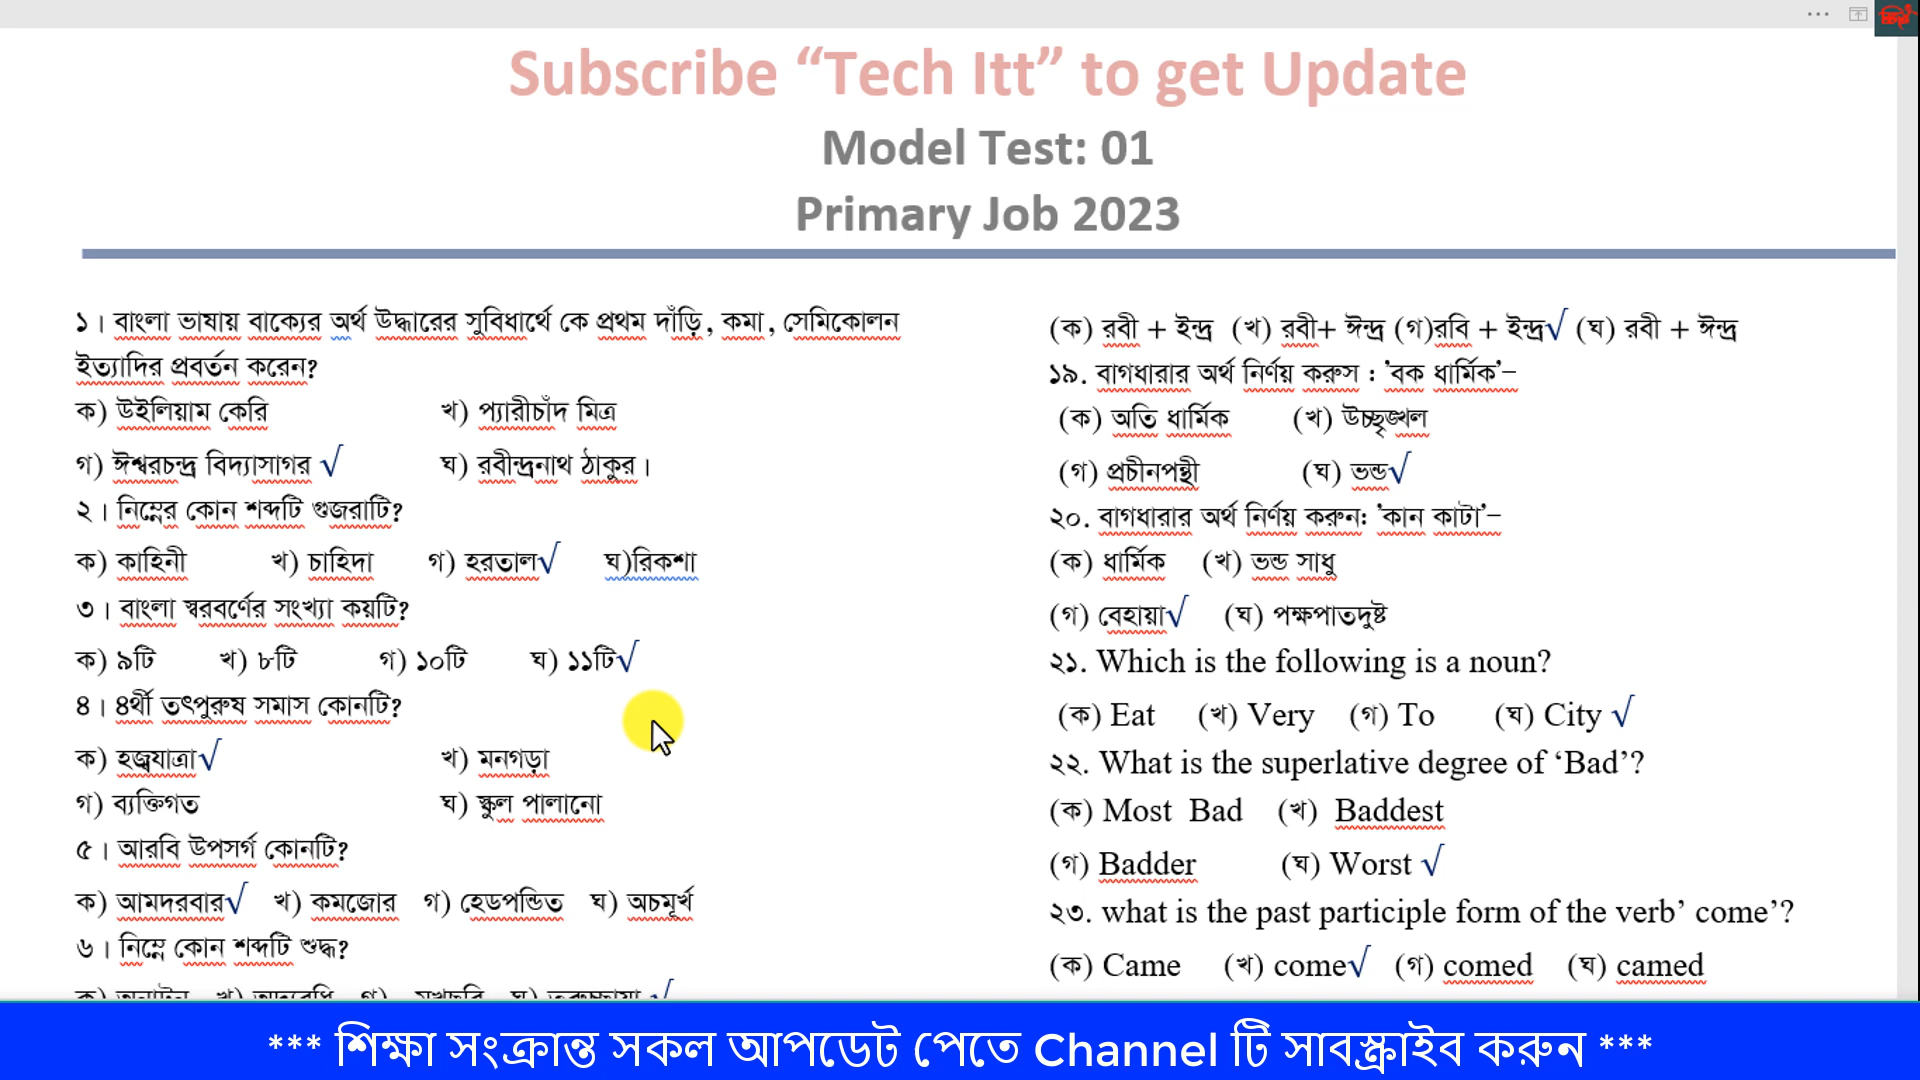 Subscribe “Tech Itt” to get Update
Model Test: 01
Primary Job 2023
১। বাংলা ভাষায় বাক্যের অর্থ উদ্ধারের সুবিধার্থে কে প্রথম দাঁড়ি, কমা, সেমিকোলন
ইত্যাদির প্রবর্তন করেন?
ক) উইলিয়াম কেরি খ) প্যারীচাঁদ মিত্র
গ) ঈশ্বরচন্দ্র বিদ্যাসাগর √ ঘ) রবীন্দ্রনাথ ঠাকুর।
২। নিম্নের কোন শব্দটি গুজরাটি?
ক) কাহিনী খ) চাহিদা গ) হরতাল√ ঘ)রিকশা
৩। বাংলা স্বরবর্ণের সংখ্যা কয়টি?
ক) ৯টি খ) ৮টি গ) ১০টি ঘ) ১১টি√
৪। ৪র্থী তৎপুরুষ সমাস কোনটি?
ক) হজ্বযাত্রা√ খ) মনগড়া
গ) ব্যক্তিগত ঘ) স্কুল পালানো
৫। আরবি উপসর্গ কোনটি?
ক) আমদরবার√ খ) কমজোর গ) হেডপন্ডিত ঘ) অচমূর্খ
৬। নিম্নে কোন শব্দটি শুদ্ধ?
(ক) রবী + ইন্দ্র (খ) রবী+ ঈন্দ্র (গ)রবি + ইন্দ্র√ (ঘ) রবী + ঈন্দ্র
১৯. বাগধারার অর্থ নির্ণয় করুস : 'বক ধার্মিক'–
(ক) অতি ধার্মিক (খ) উচ্ছৃঙ্খল
(গ) প্রচীনপন্থী (ঘ) ভন্ড√
২০. বাগধারার অর্থ নির্ণয় করুন: 'কান কাটা'–
(ক) ধার্মিক (খ) ভন্ড সাধু
(গ) বেহায়া√ (ঘ) পক্ষপাতদুষ্ট
২১. Which is the following is a noun?
(ক) Eat (খ) Very (গ) To (ঘ) City √
২২. What is the superlative degree of ‘Bad’?
(ক) Most Bad (খ) Baddest
(গ) Badder (ঘ) Worst √
২৩. what is the past participle form of the verb’ come’?
(ক) Came (খ) come√ (গ) comed (ঘ) camed
*** শিক্ষা সংক্রান্ত সকল আপডেট পেতে Channel টি সাবস্ক্রাইব করুন ***